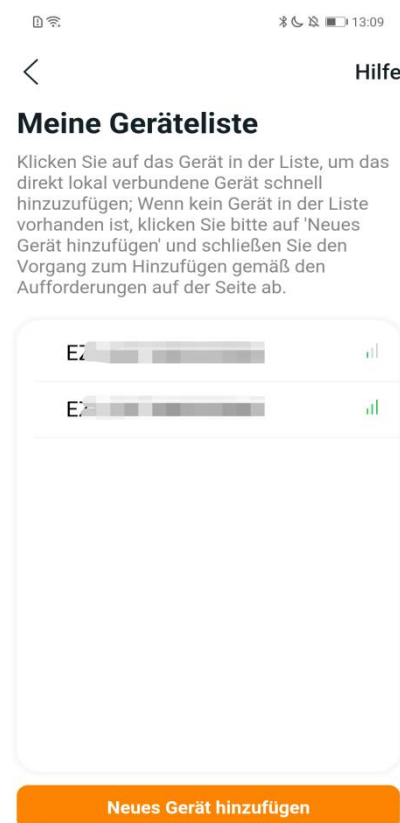 13:09
Hilfe
Meine Geräteliste
Klicken Sie auf das Gerät in der Liste, um das
direkt lokal verbundene Gerät schnell
hinzuzufügen; Wenn kein Gerät in der Liste
vorhanden ist, klicken Sie bitte auf 'Neues
Gerät hinzufügen' und schließen Sie den
Vorgang zum Hinzufügen gemäß den
Aufforderungen auf der Seite ab.
Neues Gerät hinzufügen